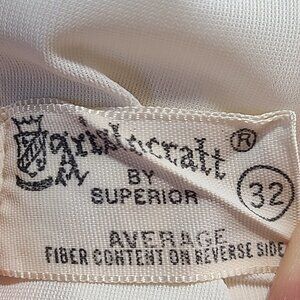 Aristocraft ®
BY
SUPERIOR
32
AVERAGE
FIBER CONTENT ON REVERSE SIDE